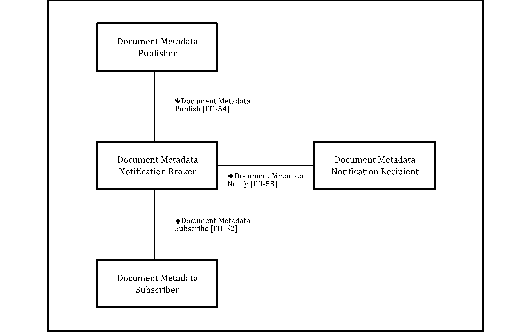 Document Metadata
Publisher
Document Metadata
Publish [ITI-54]
Document Metadata
Notification Broker
Document Metadata
Notification Recipient
Document Metadata
Notify [ITI-53]
Document Metadata
Subscribe [ITI-52]
Document Metadata
Subscriber